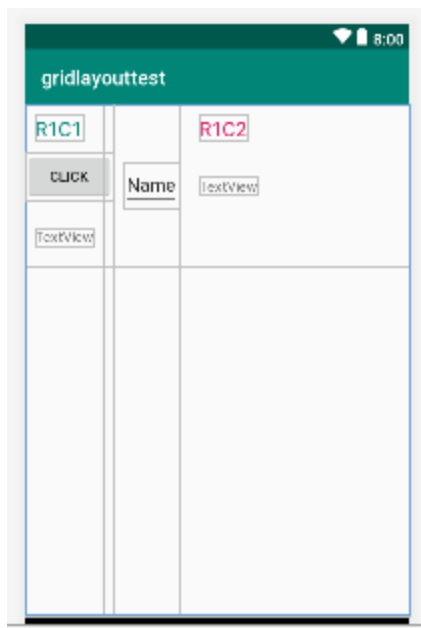 8:00
gridlayouttest
R1C1
R1C2
CLICK
Name
TextView
TextView